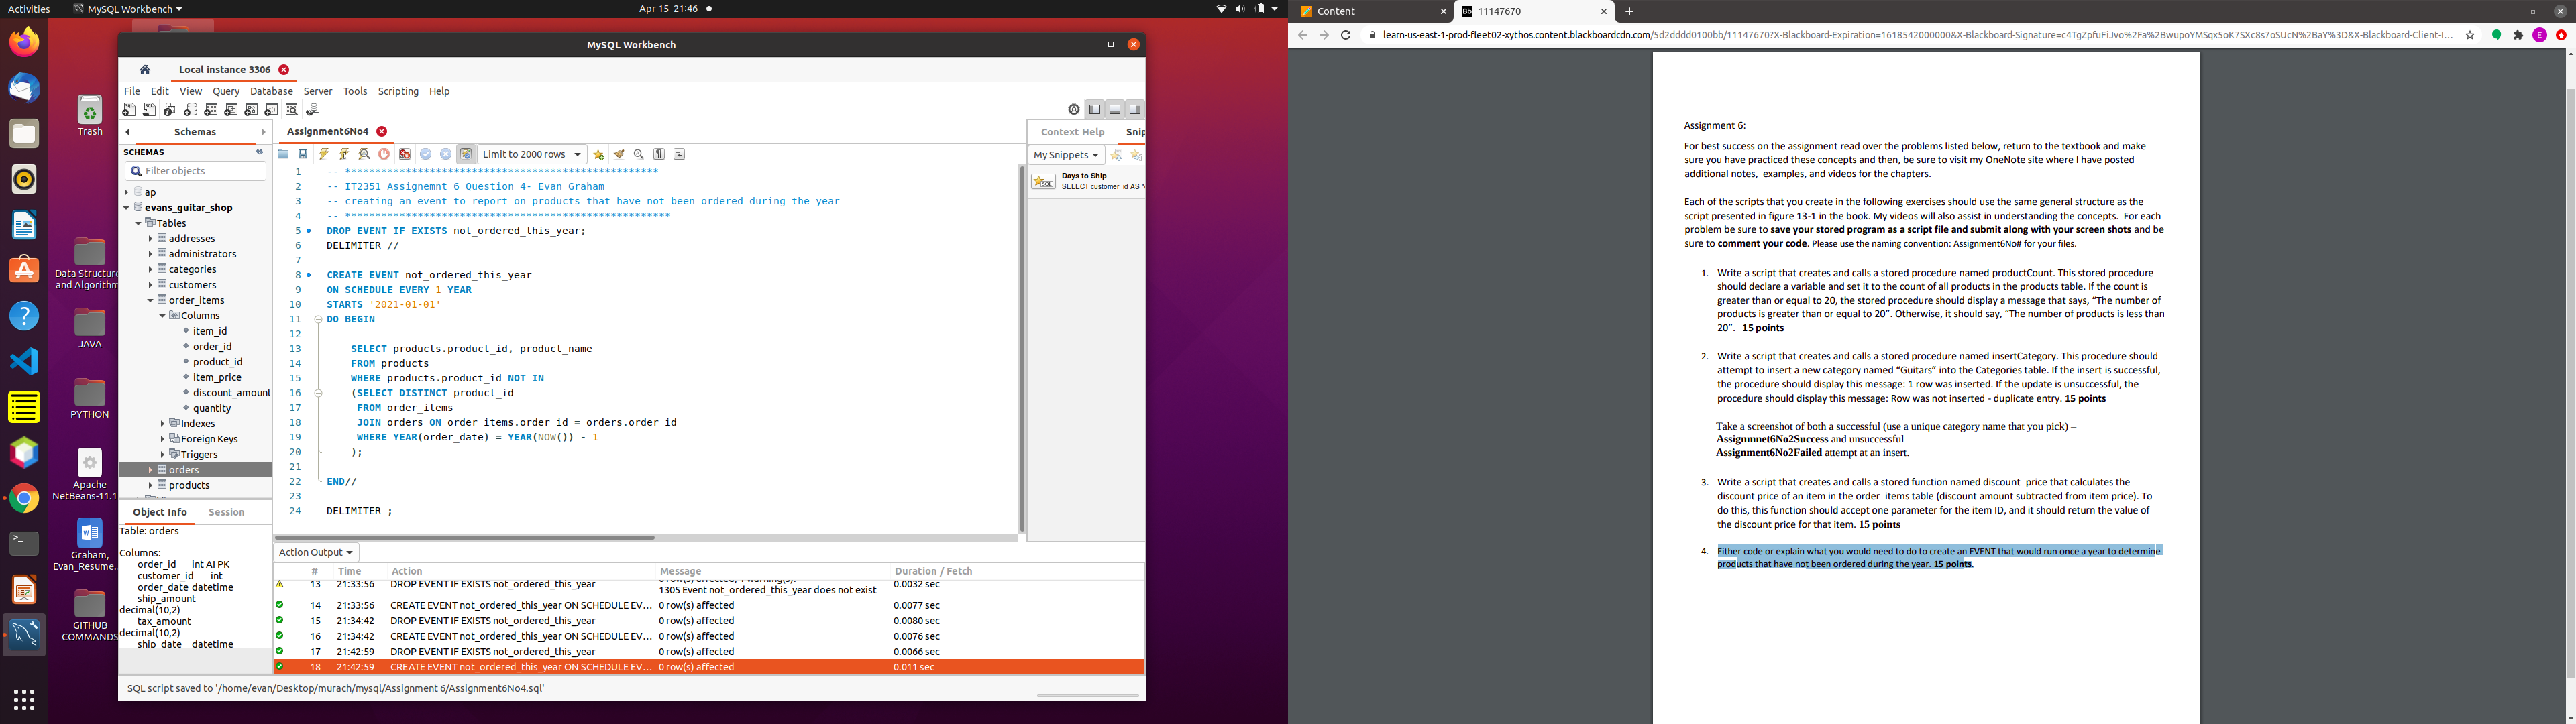 Activities
MySQL Workbench
Apr 15 21:46
MySQL Workbench
Local instance 3306
File Edit View Query Database Server Tools Scripting Help
Schemas
SCHEMAS
Filter objects
ap
evans_guitar_shop
Tables
addresses
administrators
categories
customers
order_items
Columns
item_id
order_id
product_id
item_price
discount_amount
quantity
Indexes
Foreign Keys
Triggers
orders
products
Object Info Session
Table: orders
Columns:
order_id int AI PK
customer_id int
order_date datetime
ship_amount
decimal(10,2)
tax_amount
decimal(10,2)
ship_date datetime
Trash
Data Structure
and Algorithm
JAVA
PYTHON
Apache
NetBeans-11.1
Graham,
Evan_Resume...
GITHUB
COMMANDS
Assignment6No4
Limit to 2000 rows
1 -- ****************************************************
2 -- IT2351 Assignemnt 6 Question 4- Evan Graham
3 -- creating an event to report on products that have not been ordered during the year
4 -- ******************************************************
5 DROP EVENT IF EXISTS not_ordered_this_year;
6 DELIMITER //
7
8 CREATE EVENT not_ordered_this_year
9 ON SCHEDULE EVERY 1 YEAR
10 STARTS '2021-01-01'
11 DO BEGIN
12
13 SELECT products.product_id, product_name
14 FROM products
15 WHERE products.product_id NOT IN
16 (SELECT DISTINCT product_id
17 FROM order_items
18 JOIN orders ON order_items.order_id = orders.order_id
19 WHERE YEAR(order_date) = YEAR(NOW()) - 1
20 );
21
22 END//
23
24 DELIMITER ;
Context Help Snip
My Snippets
Days to Ship
SELECT customer_id AS "
Action Output
# Time Action Message Duration / Fetch
13 21:33:56 DROP EVENT IF EXISTS not_ordered_this_year 0 row(s) affected, 1 warning(s): 0.0032 sec
1305 Event not_ordered_this_year does not exist
14 21:33:56 CREATE EVENT not_ordered_this_year ON SCHEDULE EV... 0 row(s) affected 0.0077 sec
15 21:34:42 DROP EVENT IF EXISTS not_ordered_this_year 0 row(s) affected 0.0080 sec
16 21:34:42 CREATE EVENT not_ordered_this_year ON SCHEDULE EV... 0 row(s) affected 0.0076 sec
17 21:42:59 DROP EVENT IF EXISTS not_ordered_this_year 0 row(s) affected 0.0066 sec
18 21:42:59 CREATE EVENT not_ordered_this_year ON SCHEDULE EV... 0 row(s) affected 0.011 sec
SQL script saved to '/home/evan/Desktop/murach/mysql/Assignment 6/Assignment6No4.sql'
Content
Bb 11147670
learn-us-east-1-prod-fleet02-xythos.content.blackboardcdn.com/5d2dddd0100bb/11147670?X-Blackboard-Expiration=1618542000000&X-Blackboard-Signature=c4TgZpfuFiJvo%2Fa%2BwupoYMSqx5oK7SXc8s7oSUcN%2BaY%3D&X-Blackboard-Client-I...
E
Assignment 6:
For best success on the assignment read over the problems listed below, return to the textbook and make
sure you have practiced these concepts and then, be sure to visit my OneNote site where I have posted
additional notes, examples, and videos for the chapters.
Each of the scripts that you create in the following exercises should use the same general structure as the
script presented in figure 13-1 in the book. My videos will also assist in understanding the concepts. For each
problem be sure to save your stored program as a script file and submit along with your screen shots and be
sure to comment your code. Please use the naming convention: Assignment6No# for your files.
1. Write a script that creates and calls a stored procedure named productCount. This stored procedure
should declare a variable and set it to the count of all products in the products table. If the count is
greater than or equal to 20, the stored procedure should display a message that says, “The number of
products is greater than or equal to 20”. Otherwise, it should say, “The number of products is less than
20”. 15 points
2. Write a script that creates and calls a stored procedure named insertCategory. This procedure should
attempt to insert a new category named “Guitars” into the Categories table. If the insert is successful,
the procedure should display this message: 1 row was inserted. If the update is unsuccessful, the
procedure should display this message: Row was not inserted - duplicate entry. 15 points
Take a screenshot of both a successful (use a unique category name that you pick) –
Assignmnet6No2Success and unsuccessful –
Assignment6No2Failed attempt at an insert.
3. Write a script that creates and calls a stored function named discount_price that calculates the
discount price of an item in the order_items table (discount amount subtracted from item price). To
do this, this function should accept one parameter for the item ID, and it should return the value of
the discount price for that item. 15 points
4. Either code or explain what you would need to do to create an EVENT that would run once a year to determine
products that have not been ordered during the year. 15 points.